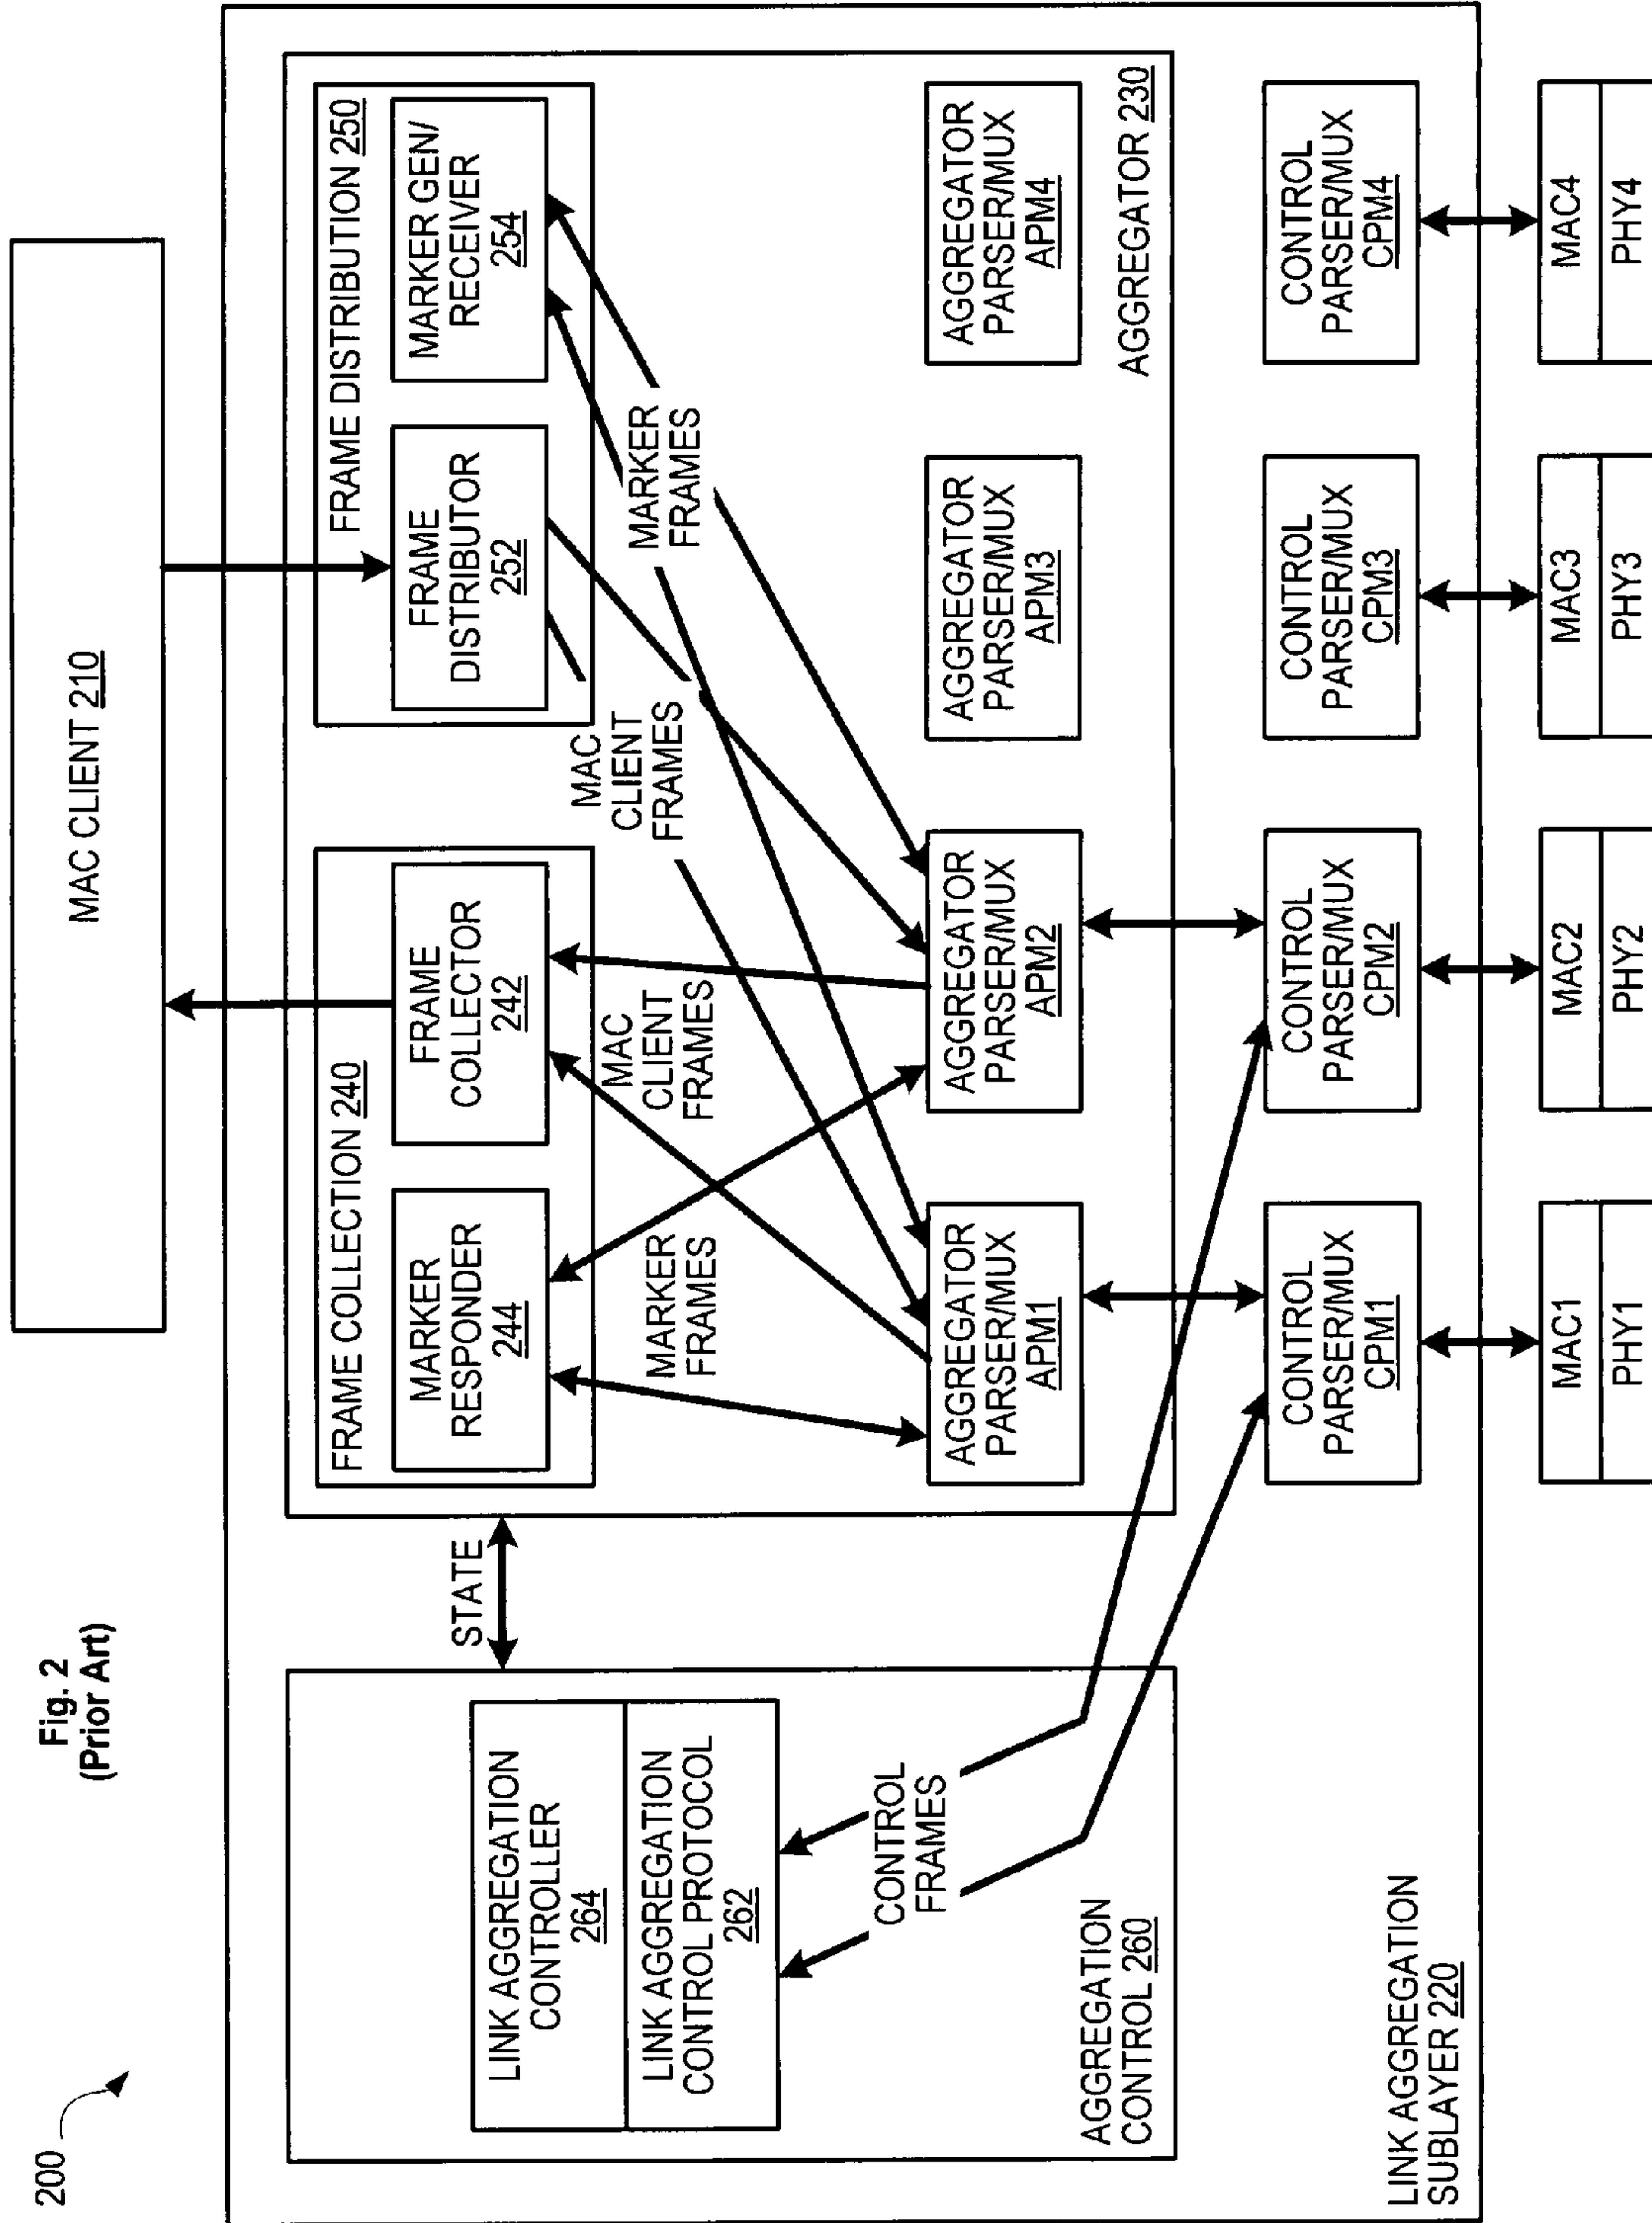 Fig. 2
(Prior Art)
200
MAC CLIENT 210
FRAME COLLECTION 240
MARKER
RESPONDER
244
FRAME
COLLECTOR
242
FRAME DISTRIBUTION 250
FRAME
DISTRIBUTOR
252
MARKER GEN/
RECEIVER
254
STATE
LINK AGGREGATION
CONTROLLER
264
LINK AGGREGATION
CONTROL PROTOCOL
262
MARKER
FRAMES
MAC
CLIENT
FRAMES
MAC
CLIENT
FRAMES
MARKER
FRAMES
CONTROL
FRAMES
AGGREGATOR
PARSER/MUX
APM1
AGGREGATOR
PARSER/MUX
APM2
AGGREGATOR
PARSER/MUX
APM3
AGGREGATOR
PARSER/MUX
APM4
AGGREGATION
CONTROL 260
AGGREGATOR 230
CONTROL
PARSER/MUX
CPM1
CONTROL
PARSER/MUX
CPM2
CONTROL
PARSER/MUX
CPM3
CONTROL
PARSER/MUX
CPM4
LINK AGGREGATION
SUBLAYER 220
MAC1
MAC2
MAC3
MAC4
PHY1
PHY2
PHY3
PHY4